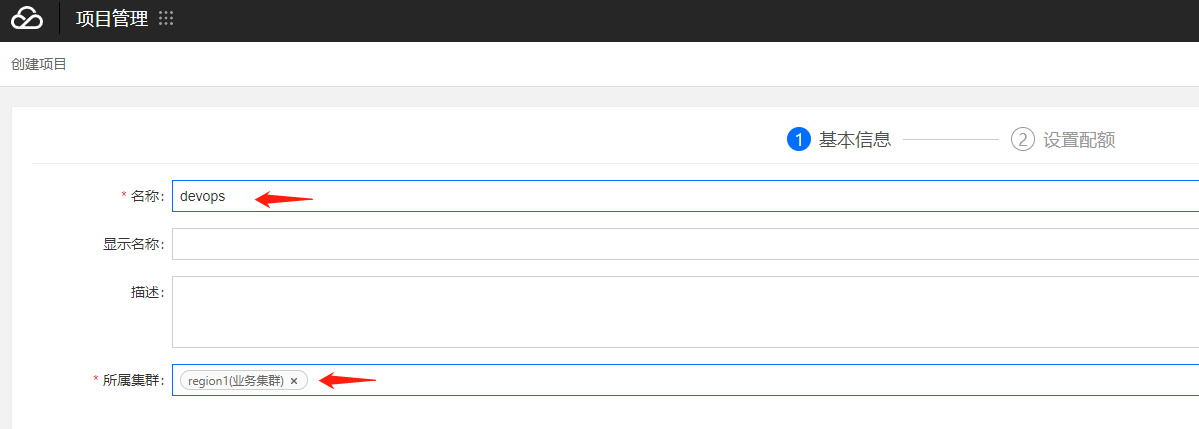 项目管理
创建项目
1 基本信息 2 设置配额
* 名称： devops
显示名称：
描述：
* 所属集群： region1(业务集群) ×